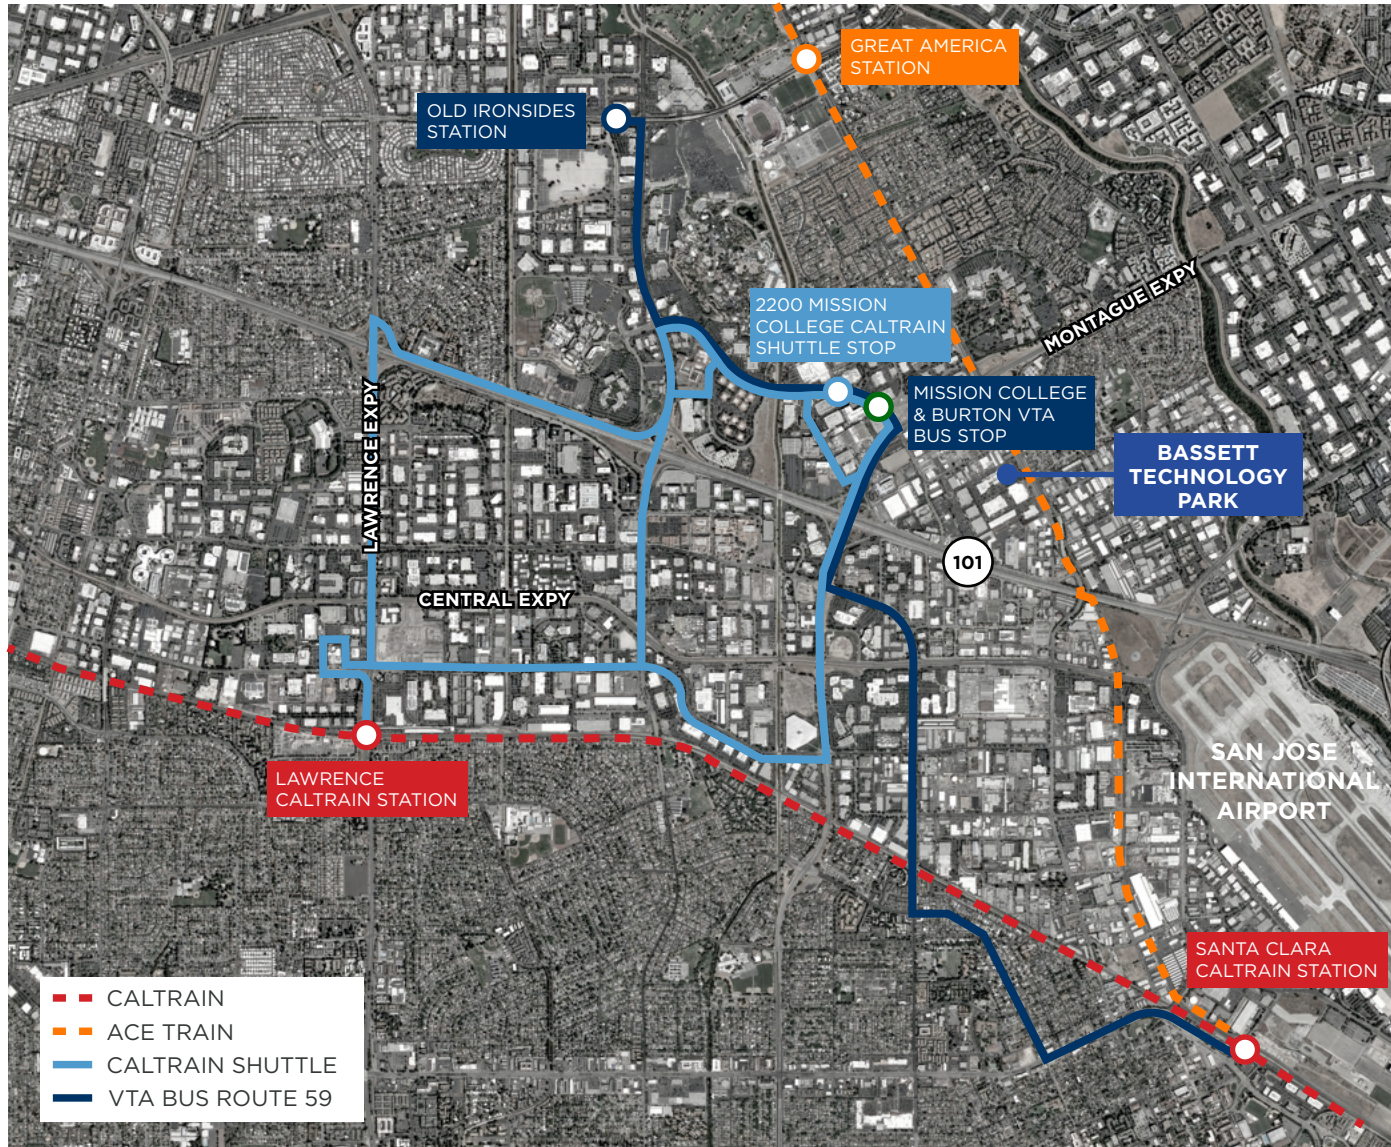 GREAT AMERICA
STATION
OLD IRONSIDES
STATION
MONTAGUE EXPY
2200 MISSION
COLLEGE CALTRAIN
SHUTTLE STOP
MISSION COLLEGE
& BURTON VTA
BUS STOP
BASSETT
TECHNOLOGY
PARK
LAWRENCE EXPY
101
CENTRAL EXPY
SAN JOSE
INTERNATIONAL
AIRPORT
LAWRENCE
CALTRAIN STATION
SANTA CLARA
CALTRAIN STATION
CALTRAIN
ACE TRAIN
CALTRAIN SHUTTLE
VTA BUS ROUTE 59